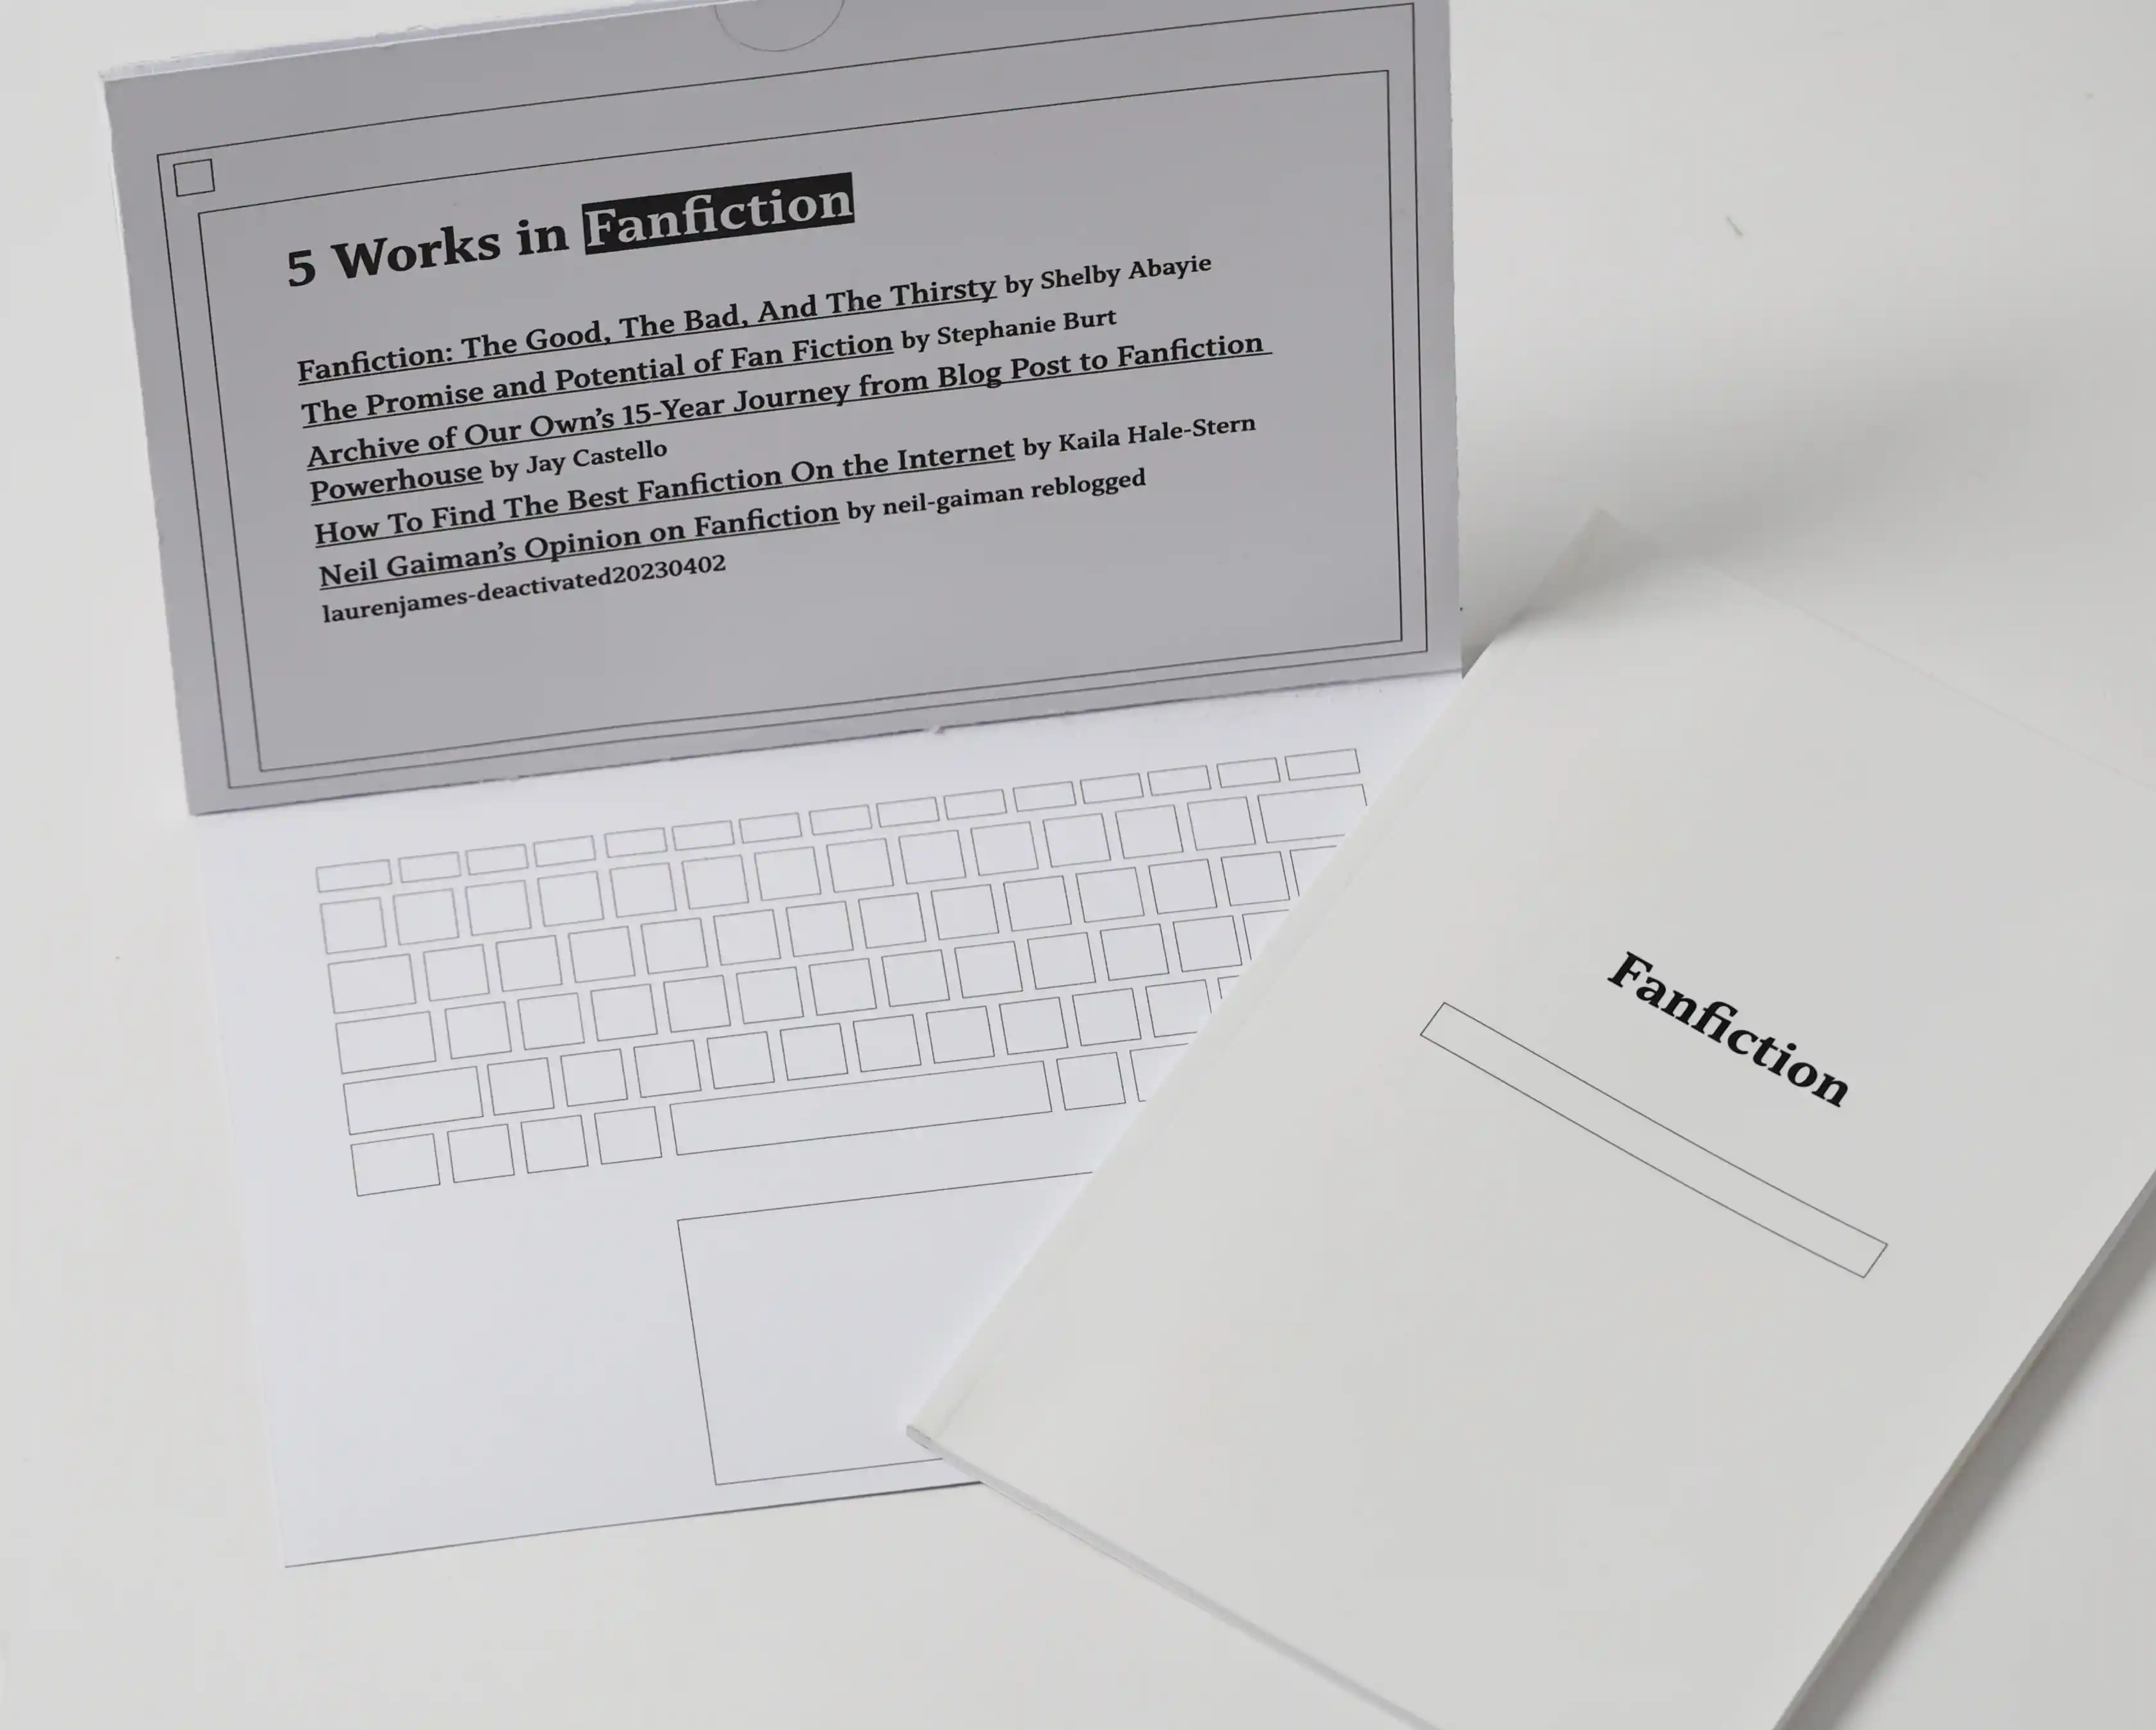 5 Works in Fanfiction
Fanfiction: The Good, The Bad, And The Thirsty by Shelby Abayie
The Promise and Potential of Fan Fiction by Stephanie Burt
Archive of Our Own’s 15-Year Journey from Blog Post to Fanfiction
Powerhouse by Jay Castello
How To Find The Best Fanfiction On the Internet by Kaila Hale-Stern
Neil Gaiman’s Opinion on Fanfiction by neil-gaiman reblogged
laurenjames-deactivated20230402
Fanfiction